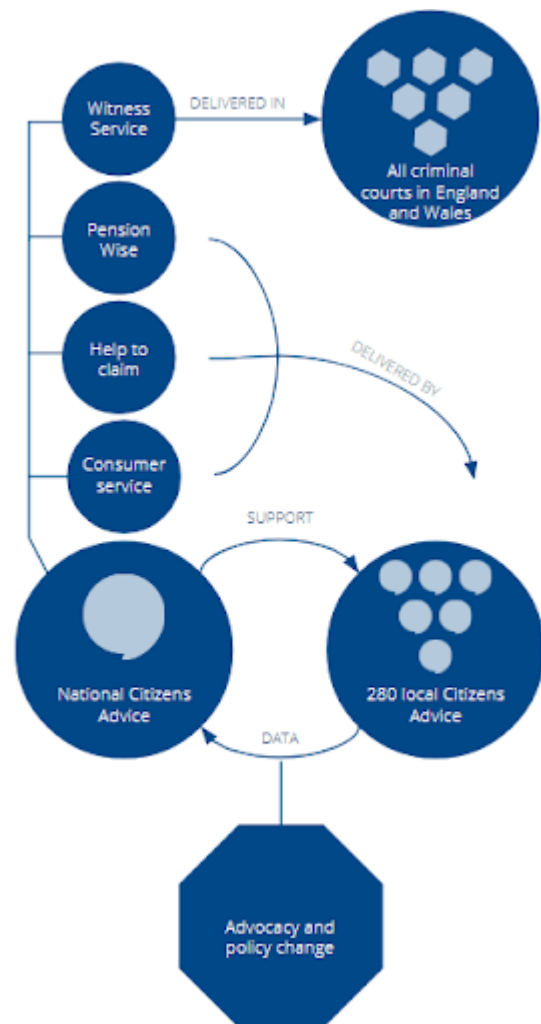 Witness
Service
DELIVERED IN
All criminal
courts in England
and Wales
Pension
Wise
Help to
claim
DELIVERED BY
Consumer
service
SUPPORT
National Citizens
Advice
280 local Citizens
Advice
DATA
Advocacy and
policy change